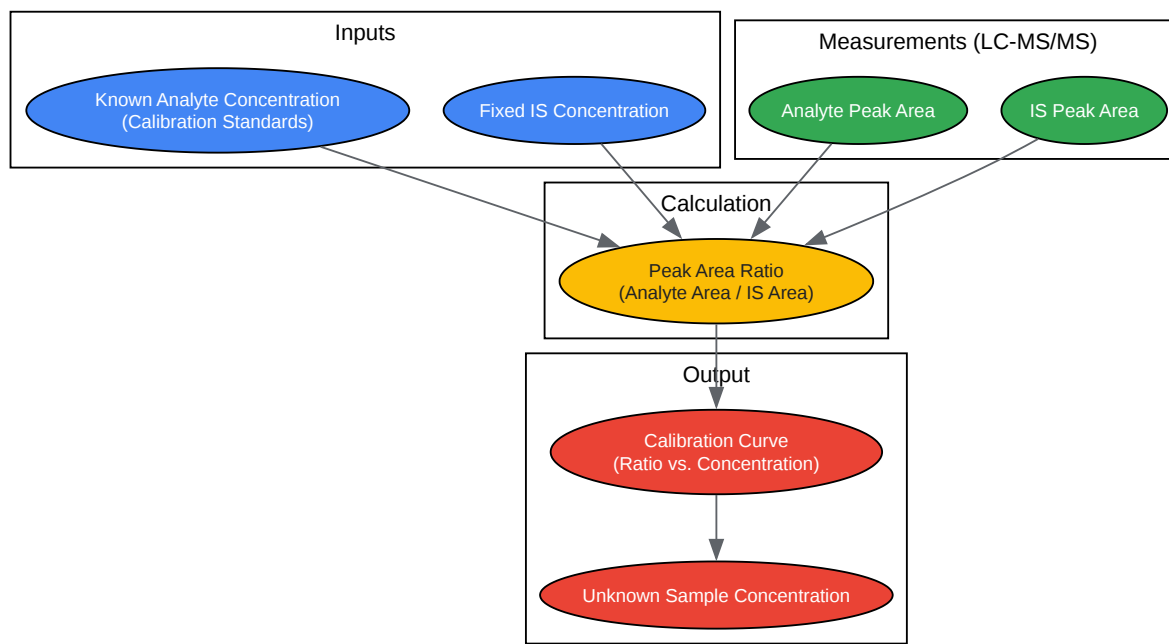 Inputs
Known Analyte Concentration
(Calibration Standards)
Fixed IS Concentration
Measurements (LC-MS/MS)
Analyte Peak Area
IS Peak Area
Calculation
Peak Area Ratio
(Analyte Area / IS Area)
Output
Calibration Curve
(Ratio vs. Concentration)
Unknown Sample Concentration